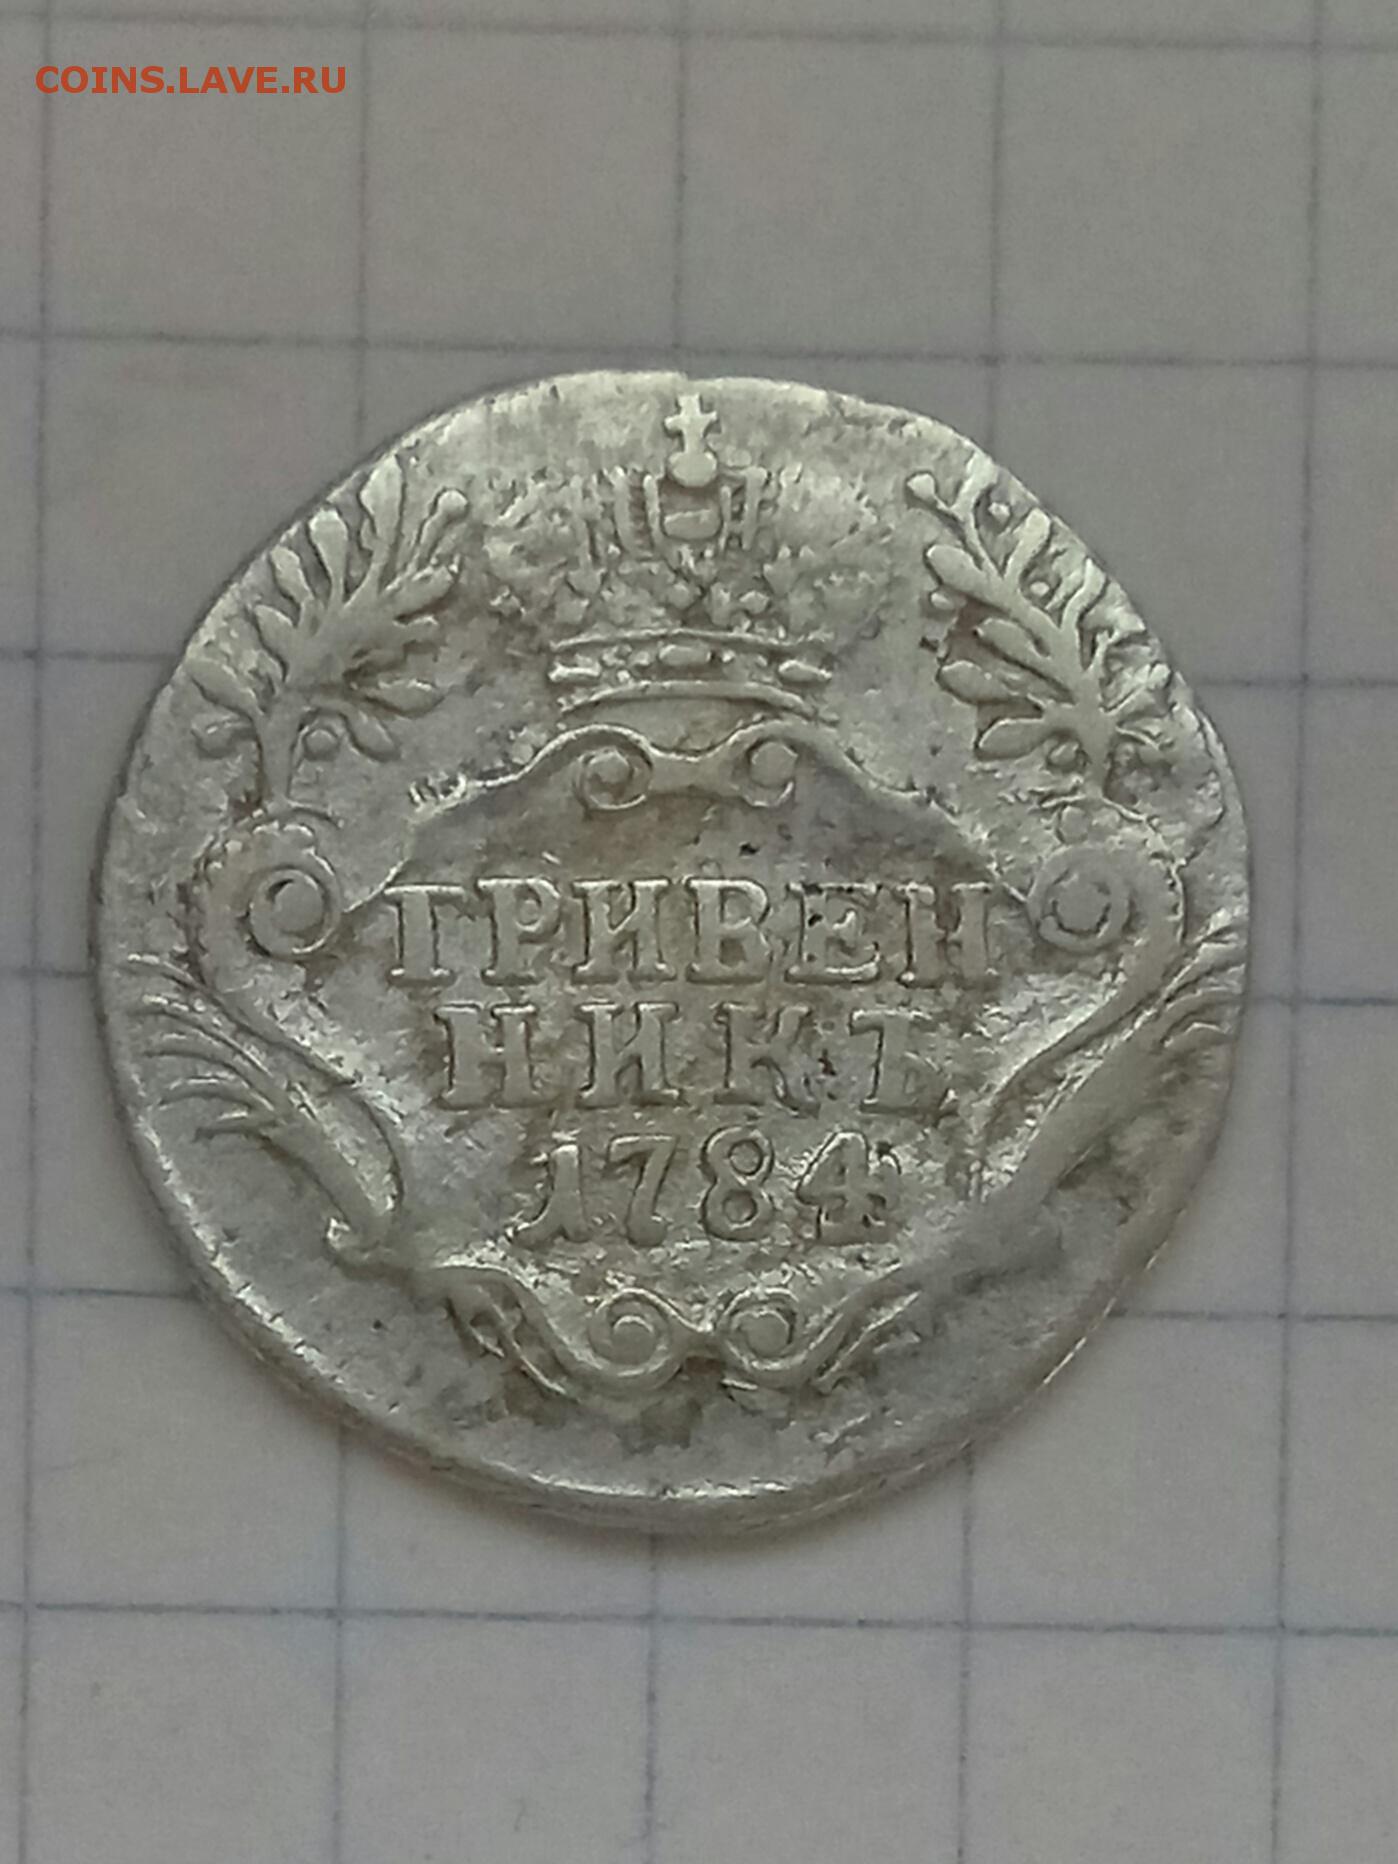 COINS.LAVE.RU
ГРИВЕН
НИКЪ
1784